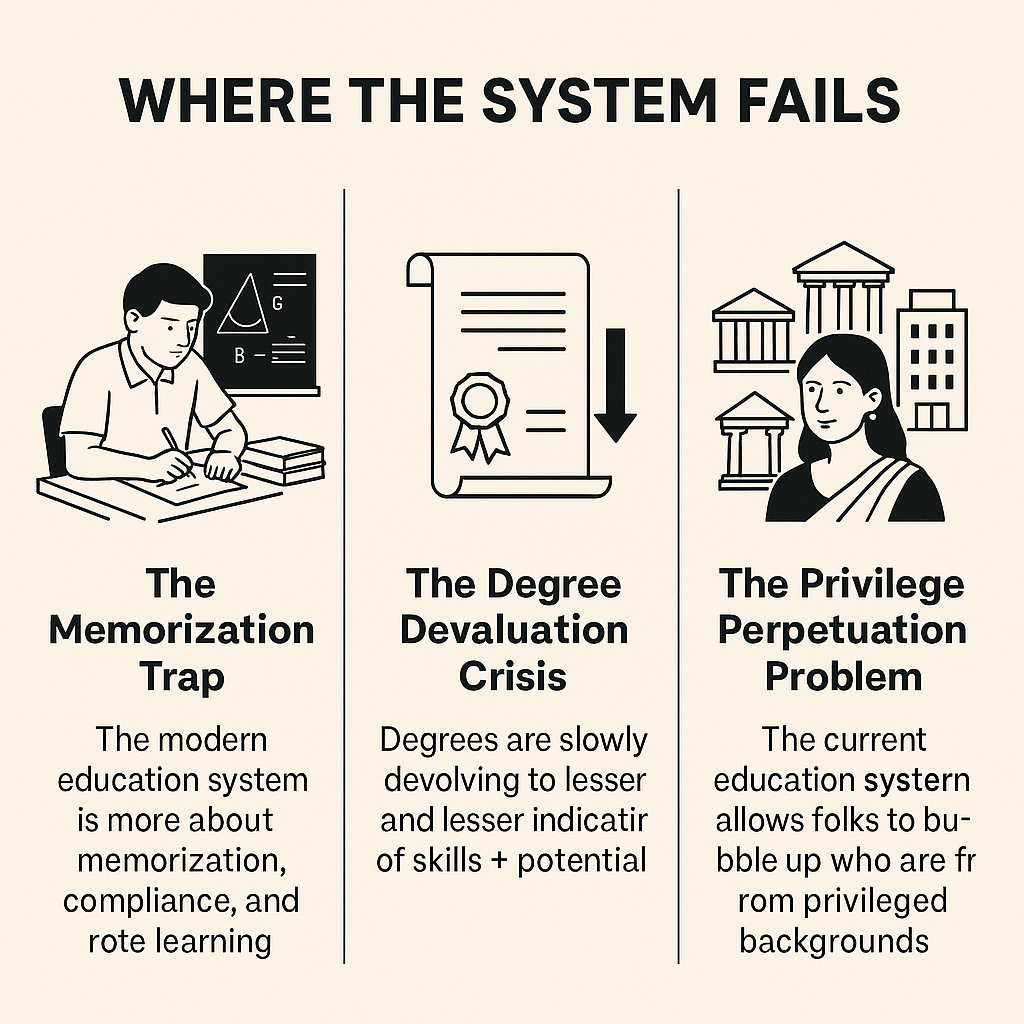 WHERE THE SYSTEM FAILS
G
B –
The
Memorization
Trap
The modern
education system
is more about
memorization,
compliance, and
rote learning
The Degree
Devaluation
Crisis
Degrees are slowly
devolving to lesser
and lesser indicatir
of skills + potential
The Privilege
Perpetuation
Problem
The current
education systern
allows folks to bu-
bble up who are fr
rom privileged
backgrounds